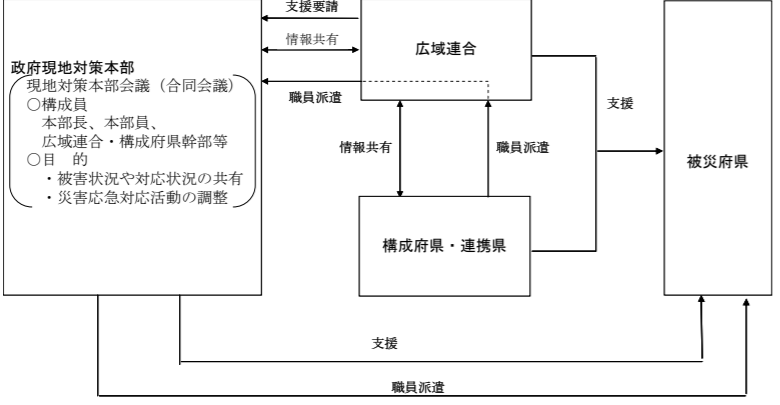 支援要請
情報共有
職員派遣
政府現地対策本部
現地対策本部会議(合同会議)
○構成員
本部長、本部員、
広域連合・構成府県幹部等
○目　的
・被害状況や対応状況の共有
・災害応急対応活動の調整
広域連合
情報共有
職員派遣
構成府県・連携県
支援
被災府県
支援
職員派遣